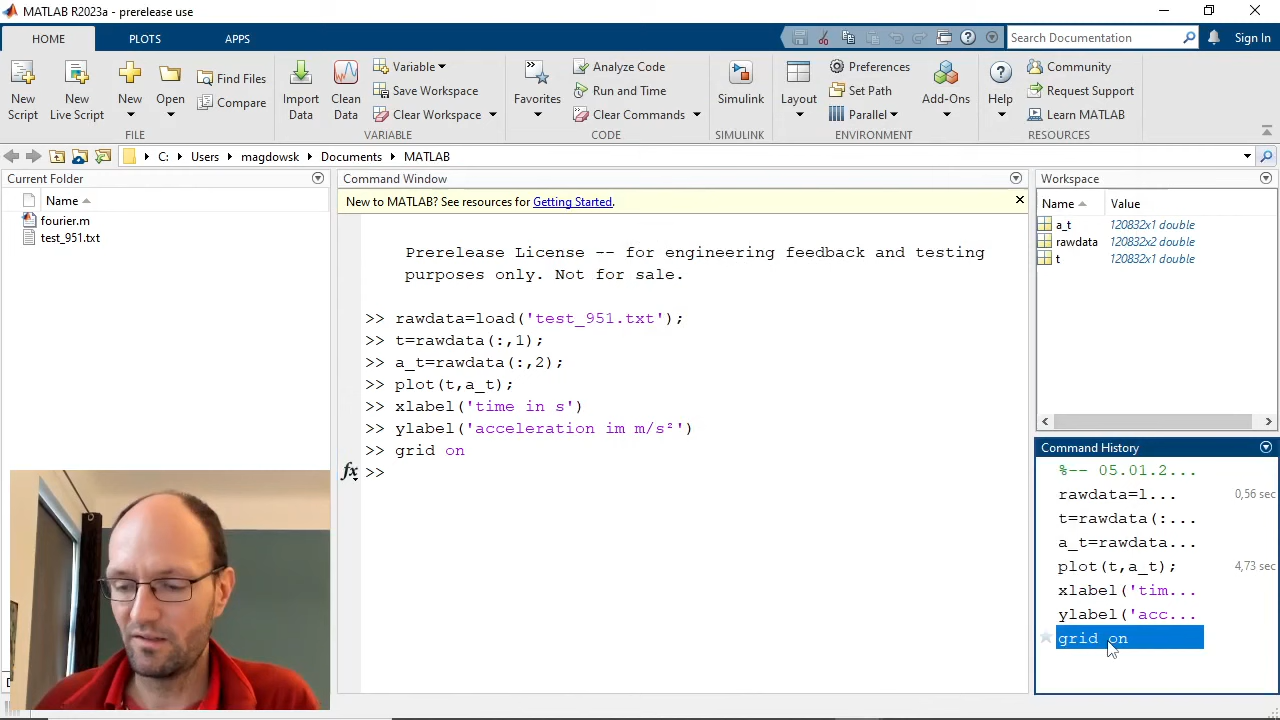 MATLAB R2023a - prerelease use
HOME PLOTS APPS
Search Documentation
Sign In
New Script
New Live Script
New
Open
Find Files
Compare
FILE
Import Data
Clean Data
Variable
Save Workspace
Clear Workspace
VARIABLE
Favorites
Analyze Code
Run and Time
Clear Commands
CODE
Simulink
SIMULINK
Layout
Preferences
Set Path
Parallel
ENVIRONMENT
Add-Ons
Help
Community
Request Support
Learn MATLAB
RESOURCES
C: Users magdowsk Documents MATLAB
Current Folder
Name
fourier.m
test_951.txt
Command Window
New to MATLAB? See resources for Getting Started.
Prerelease License -- for engineering feedback and testing
purposes only. Not for sale.
>> rawdata=load('test_951.txt');
>> t=rawdata(:,1);
>> a_t=rawdata(:,2);
>> plot(t,a_t);
>> xlabel('time in s')
>> ylabel('acceleration im m/s²')
>> grid on
fx >>
Workspace
Name Value
a_t 120832x1 double
rawdata 120832x2 double
t 120832x1 double
Command History
%-- 05.01.2...
rawdata=l... 0,56 sec
t=rawdata(:...
a_t=rawdata...
plot(t,a_t); 4,73 sec
xlabel('tim...
ylabel('acc...
grid on